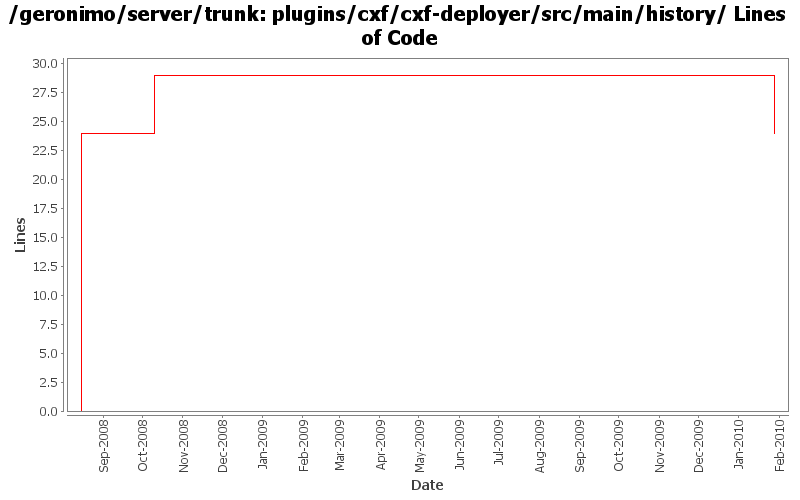 /geronimo/server/trunk: plugins/cxf/cxf-deployer/src/main/history/ Lines
of Code
30.0
27.5
25.0
22.5
20.0
17.5
15.0
12.5
10.0
7.5
5.0
2.5
0.0
Lines
Sep-2008
Oct-2008
Nov-2008
Dec-2008
Jan-2009
Feb-2009
Mar-2009
Apr-2009
May-2009
Jun-2009
Jul-2009
Aug-2009
Sep-2009
Oct-2009
Nov-2009
Dec-2009
Jan-2010
Feb-2010
Date